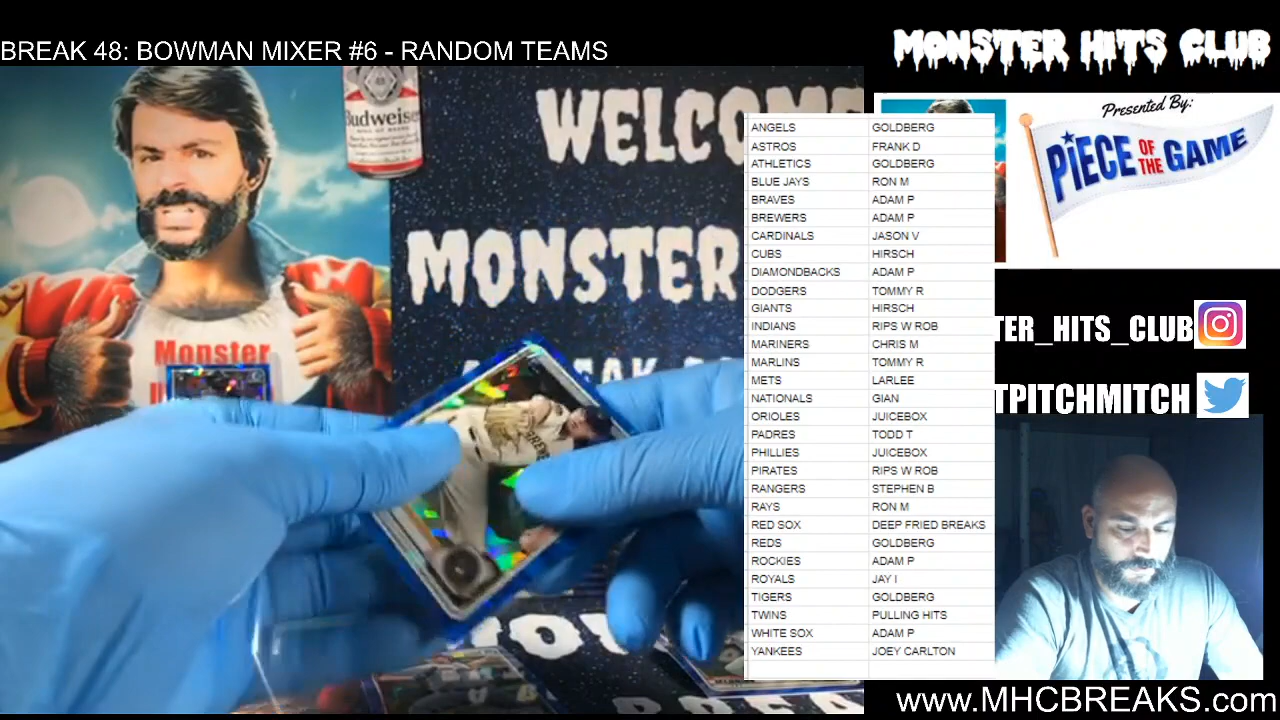 BREAK 48: BOWMAN MIXER #6 - RANDOM TEAMS
MONSTER HITS CLUB
Presented By:
PIECE OF THE GAME
Budweiser
WELCOME
MONSTER
Monster
ANGELS GOLDBERG
ASTROS FRANK D
ATHLETICS GOLDBERG
BLUE JAYS RON M
BRAVES ADAM P
BREWERS ADAM P
CARDINALS JASON V
CUBS HIRSCH
DIAMONDBACKS ADAM P
DODGERS TOMMY R
GIANTS HIRSCH
INDIANS RIPS W ROB
MARINERS CHRIS M
MARLINS TOMMY R
METS LARLEE
NATIONALS GIAN
ORIOLES JUICEBOX
PADRES TODD T
PHILLIES JUICEBOX
PIRATES RIPS W ROB
RANGERS STEPHEN B
RAYS RON M
RED SOX DEEP FRIED BREAKS
REDS GOLDBERG
ROCKIES ADAM P
ROYALS JAY I
TIGERS GOLDBERG
TWINS PULLING HITS
WHITE SOX ADAM P
YANKEES JOEY CARLTON
TER_HITS_CLUB
TPITCHMITCH
www.MHCBREAKS.com